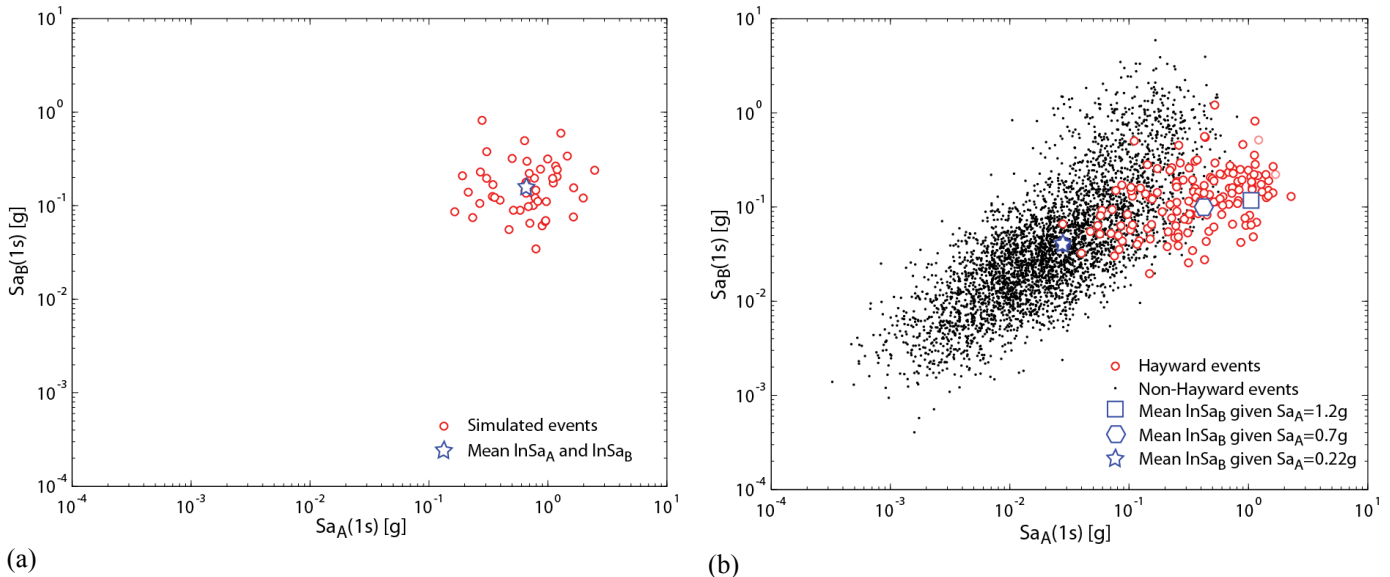 10^1
10^0
10^-1
10^-2
10^-3
10^-4
Sa_B(1s) [g]
Simulated events
Mean lnSa_A and lnSa_B
10^-4 10^-3 10^-2 10^-1 10^0 10^1
Sa_A(1s) [g]
(a)
10^1
10^0
10^-1
10^-2
10^-3
10^-4
Sa_B(1s) [g]
Hayward events
Non-Hayward events
Mean lnSa_B given Sa_A=1.2g
Mean lnSa_B given Sa_A=0.7g
Mean lnSa_B given Sa_A=0.22g
10^-4 10^-3 10^-2 10^-1 10^0 10^1
Sa_A(1s) [g]
(b)